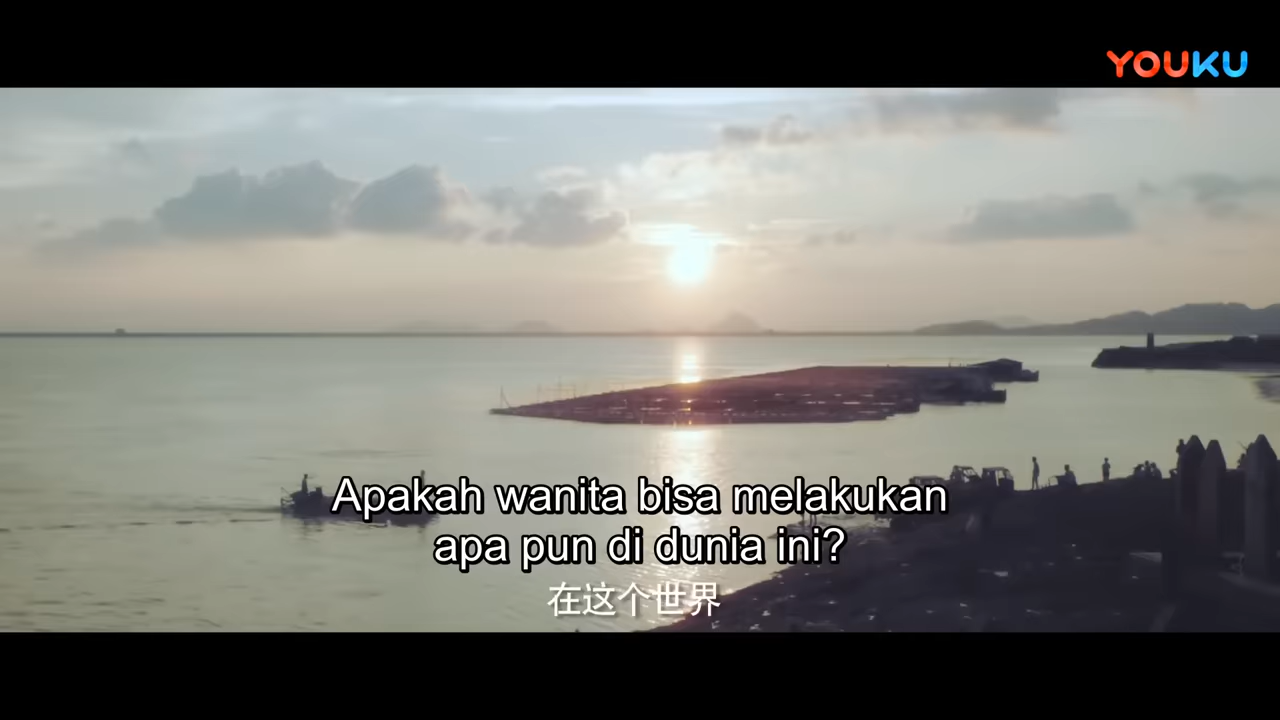 YOUKU
Apakah wanita bisa melakukan
apa pun di dunia ini?
在这个世界